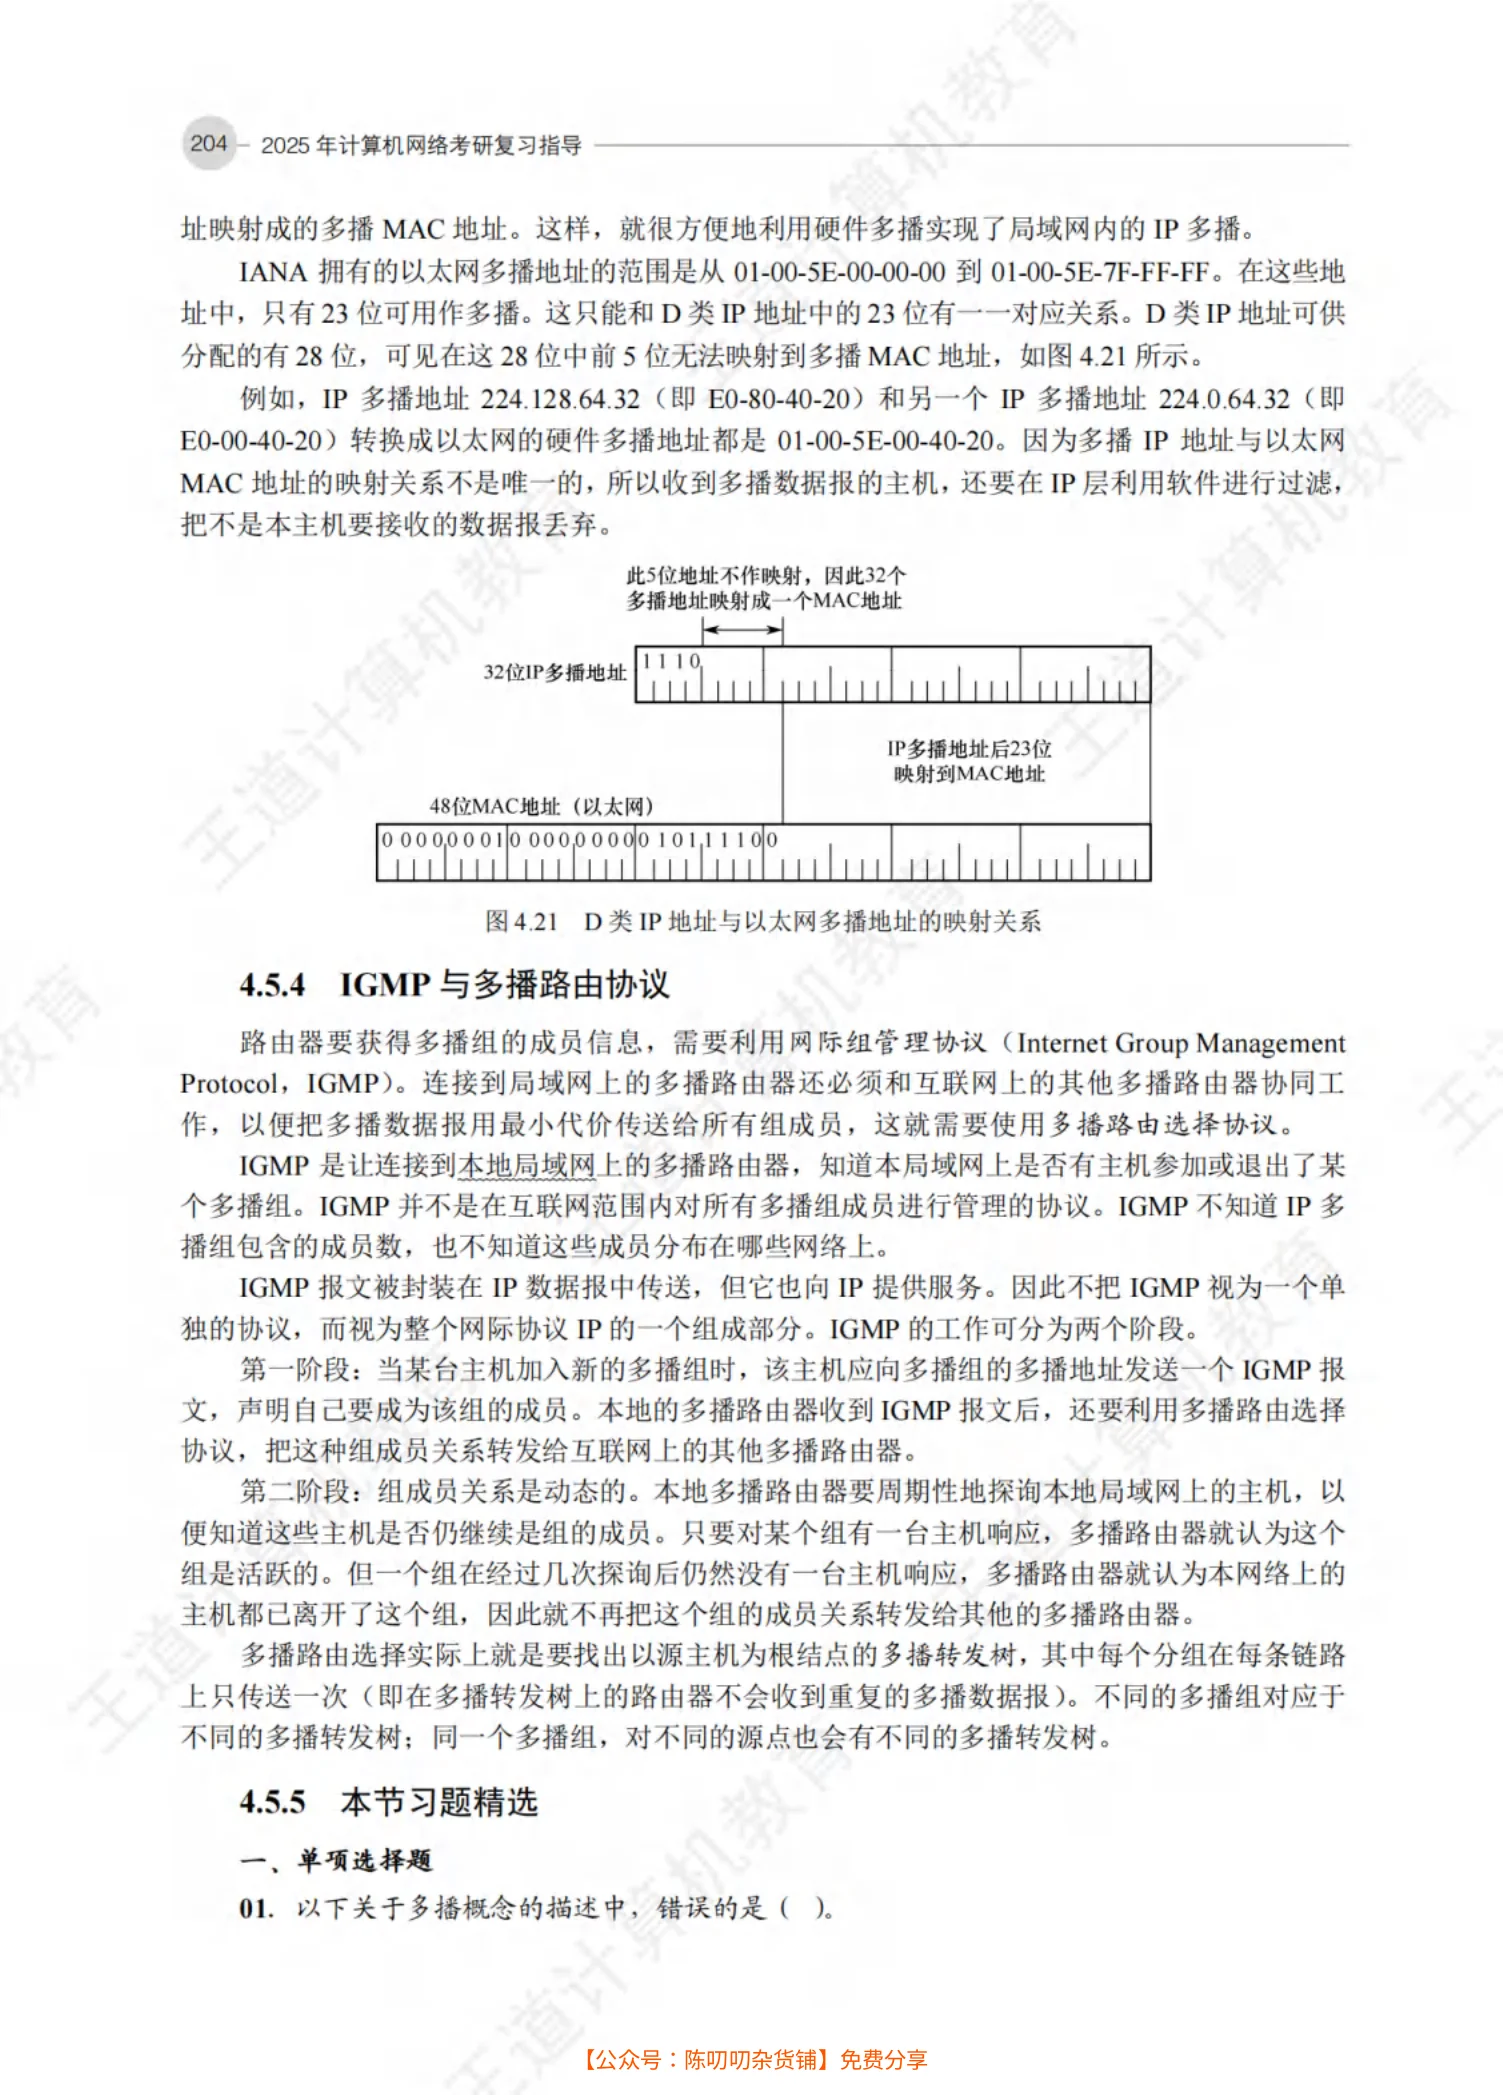 204 2025 年计算机网络考研复习指导
址映射成的多播 MAC 地址。这样，就很方便地利用硬件多播实现了局域网内的 IP 多播。
IANA 拥有的以太网多播地址的范围是从 01-00-5E-00-00-00 到 01-00-5E-7F-FF-FF。在这些地
址中，只有 23 位可用作多播。这只能和 D 类 IP 地址中的 23 位有一一对应关系。D 类 IP 地址可供
分配的有 28 位，可见在这 28 位中前 5 位无法映射到多播 MAC 地址，如图 4.21 所示。
例如，IP 多播地址 224.128.64.32（即 E0-80-40-20）和另一个 IP 多播地址 224.0.64.32（即
E0-00-40-20）转换成以太网的硬件多播地址都是 01-00-5E-00-40-20。因为多播 IP 地址与以太网
MAC 地址的映射关系不是唯一的，所以收到多播数据报的主机，还要在 IP 层利用软件进行过滤，
把不是本主机要接收的数据报丢弃。
此5位地址不作映射，因此32个
多播地址映射成一个MAC地址
32位IP多播地址 1 1 1 0
IP多播地址后23位
映射到MAC地址
48位MAC地址（以太网）
0 0 0 0 0 0 0 1 0 0 0 0 0 0 0 0 0 1 0 1 1 1 1 0 0
图 4.21 D 类 IP 地址与以太网多播地址的映射关系
4.5.4 IGMP 与多播路由协议
路由器要获得多播组的成员信息，需要利用网际组管理协议（Internet Group Management
Protocol，IGMP）。连接到局域网上的多播路由器还必须和互联网上的其他多播路由器协同工
作，以便把多播数据报用最小代价传送给所有组成员，这就需要使用多播路由选择协议。
IGMP 是让连接到本地局域网上的多播路由器，知道本局域网上是否有主机参加或退出了某
个多播组。IGMP 并不是在互联网范围内对所有多播组成员进行管理的协议。IGMP 不知道 IP 多
播组包含的成员数，也不知道这些成员分布在哪些网络上。
IGMP 报文被封装在 IP 数据报中传送，但它也向 IP 提供服务。因此不把 IGMP 视为一个单
独的协议，而视为整个网际协议 IP 的一个组成部分。IGMP 的工作可分为两个阶段。
第一阶段：当某台主机加入新的多播组时，该主机应向多播组的多播地址发送一个 IGMP 报
文，声明自己要成为该组的成员。本地的多播路由器收到 IGMP 报文后，还要利用多播路由选择
协议，把这种组成员关系转发给互联网上的其他多播路由器。
第二阶段：组成员关系是动态的。本地多播路由器要周期性地探询本地局域网上的主机，以
便知道这些主机是否仍继续是组的成员。只要对某个组有一台主机响应，多播路由器就认为这个
组是活跃的。但一个组在经过几次探询后仍然没有一台主机响应，多播路由器就认为本网络上的
主机都已离开了这个组，因此就不再把这个组的成员关系转发给其他的多播路由器。
多播路由选择实际上就是要找出以源主机为根结点的多播转发树，其中每个分组在每条链路
上只传送一次（即在多播转发树上的路由器不会收到重复的多播数据报）。不同的多播组对应于
不同的多播转发树；同一个多播组，对不同的源点也会有不同的多播转发树。
4.5.5 本节习题精选
一、单项选择题
01. 以下关于多播概念的描述中，错误的是（ ）。
【公众号：陈叨叨杂货铺】免费分享
王道计算机教育